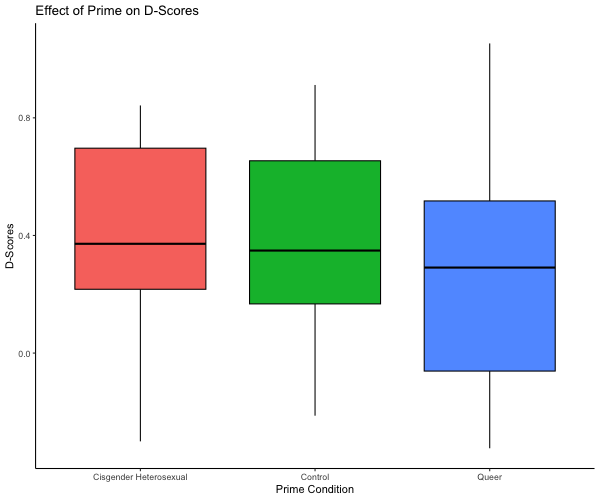 Effect of Prime on D-Scores
D-Scores
0.8
0.4
0.0
Cisgender Heterosexual
Control
Queer
Prime Condition